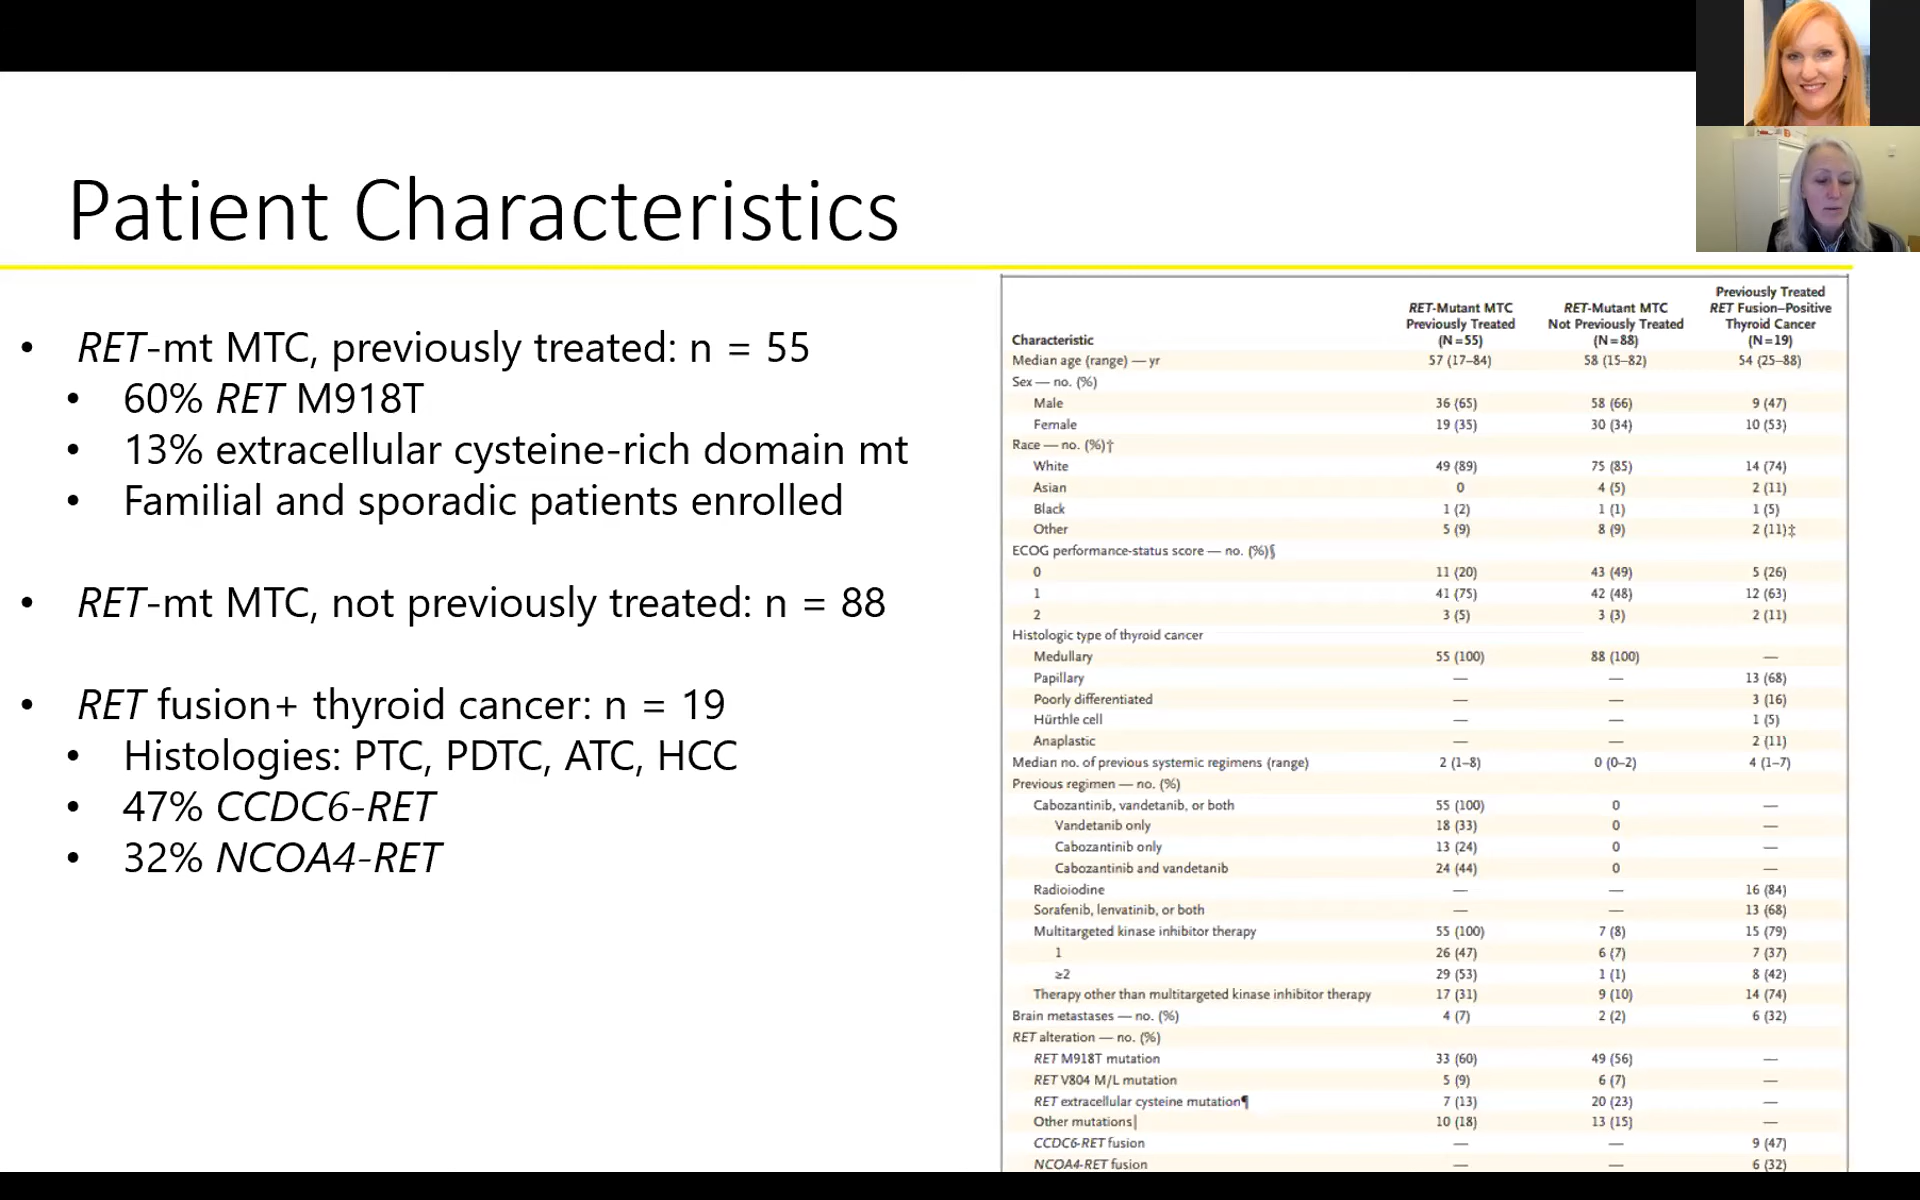 Patient Characteristics
• RET-mt MTC, previously treated: n = 55
• 60% RET M918T
• 13% extracellular cysteine-rich domain mt
• Familial and sporadic patients enrolled
• RET-mt MTC, not previously treated: n = 88
• RET fusion+ thyroid cancer: n = 19
• Histologies: PTC, PDTC, ATC, HCC
• 47% CCDC6-RET
• 32% NCOA4-RET
Characteristic RET-Mutant MTC Previously Treated (N=55) RET-Mutant MTC Not Previously Treated (N=88) Previously Treated RET Fusion–Positive Thyroid Cancer (N=19)
Median age (range) — yr 57 (17–84) 58 (15–82) 54 (25–88)
Sex — no. (%)
Male 36 (65) 58 (66) 9 (47)
Female 19 (35) 30 (34) 10 (53)
Race — no. (%)†
White 49 (89) 75 (85) 14 (74)
Asian 0 4 (5) 2 (11)
Black 1 (2) 1 (1) 1 (5)
Other 5 (9) 8 (9) 2 (11)‡
ECOG performance-status score — no. (%)§
0 11 (20) 43 (49) 5 (26)
1 41 (75) 42 (48) 12 (63)
2 3 (5) 3 (3) 2 (11)
Histologic type of thyroid cancer
Medullary 55 (100) 88 (100) —
Papillary — — 13 (68)
Poorly differentiated — — 3 (16)
Hürthle cell — — 1 (5)
Anaplastic — — 2 (11)
Median no. of previous systemic regimens (range) 2 (1–8) 0 (0–2) 4 (1–7)
Previous regimen — no. (%)
Cabozantinib, vandetanib, or both 55 (100) 0 —
Vandetanib only 18 (33) 0 —
Cabozantinib only 13 (24) 0 —
Cabozantinib and vandetanib 24 (44) 0 —
Radioiodine — — 16 (84)
Sorafenib, lenvatinib, or both — — 13 (68)
Multitargeted kinase inhibitor therapy 55 (100) 7 (8) 15 (79)
1 26 (47) 6 (7) 7 (37)
≥2 29 (53) 1 (1) 8 (42)
Therapy other than multitargeted kinase inhibitor therapy 17 (31) 9 (10) 14 (74)
Brain metastases — no. (%) 4 (7) 2 (2) 6 (32)
RET alteration — no. (%)
RET M918T mutation 33 (60) 49 (56) —
RET V804 M/L mutation 5 (9) 6 (7) —
RET extracellular cysteine mutation¶ 7 (13) 20 (23) —
Other mutations| 10 (18) 13 (15) —
CCDC6-RET fusion — — 9 (47)
NCOA4-RET fusion — — 6 (32)